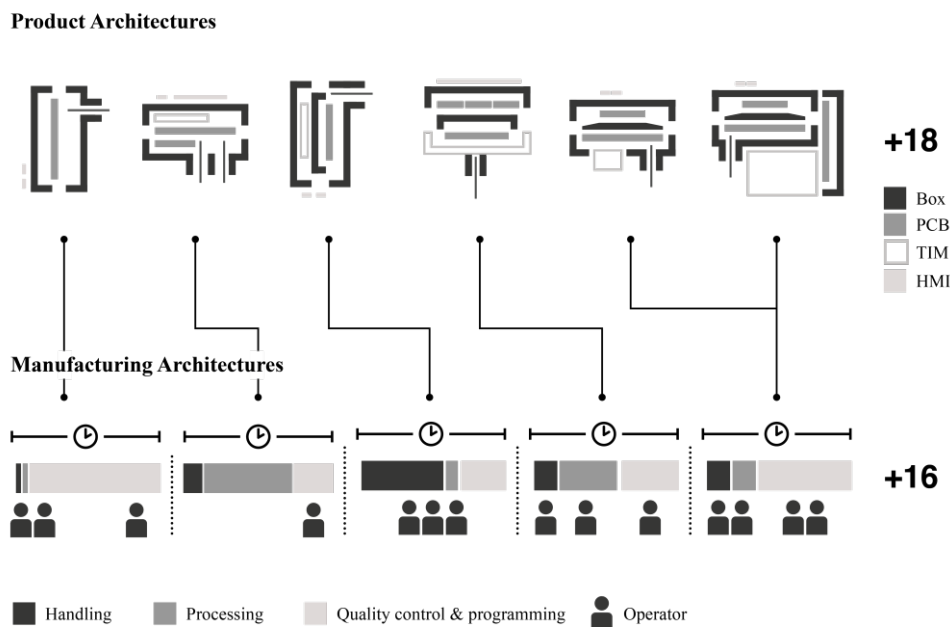 Product Architectures
+18
Box
PCB
TIM
HMI
Manufacturing Architectures
+16
Handling
Processing
Quality control & programming
Operator